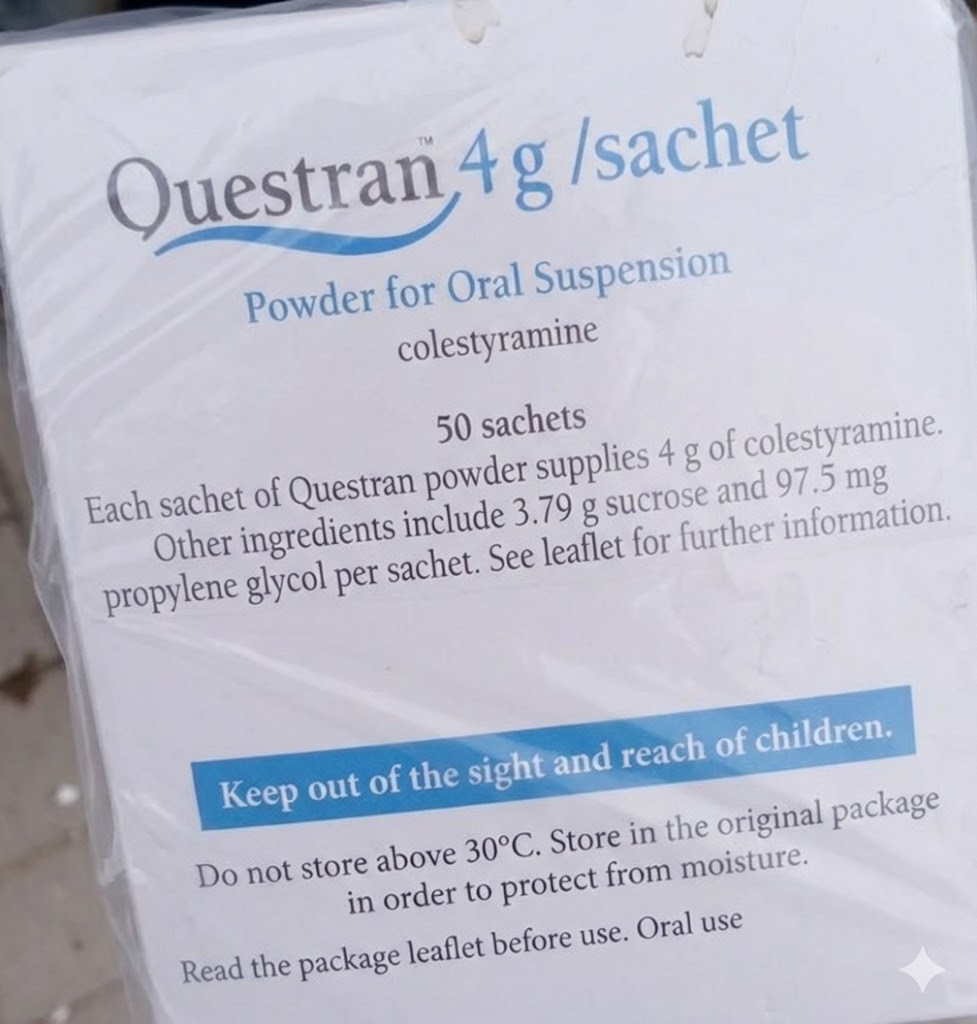 Questran™ 4 g /sachet
Powder for Oral Suspension
colestyramine
50 sachets
Each sachet of Questran powder supplies 4 g of colestyramine.
Other ingredients include 3.79 g sucrose and 97.5 mg
propylene glycol per sachet. See leaflet for further information.
Keep out of the sight and reach of children.
Do not store above 30°C. Store in the original package
in order to protect from moisture.
Read the package leaflet before use. Oral use